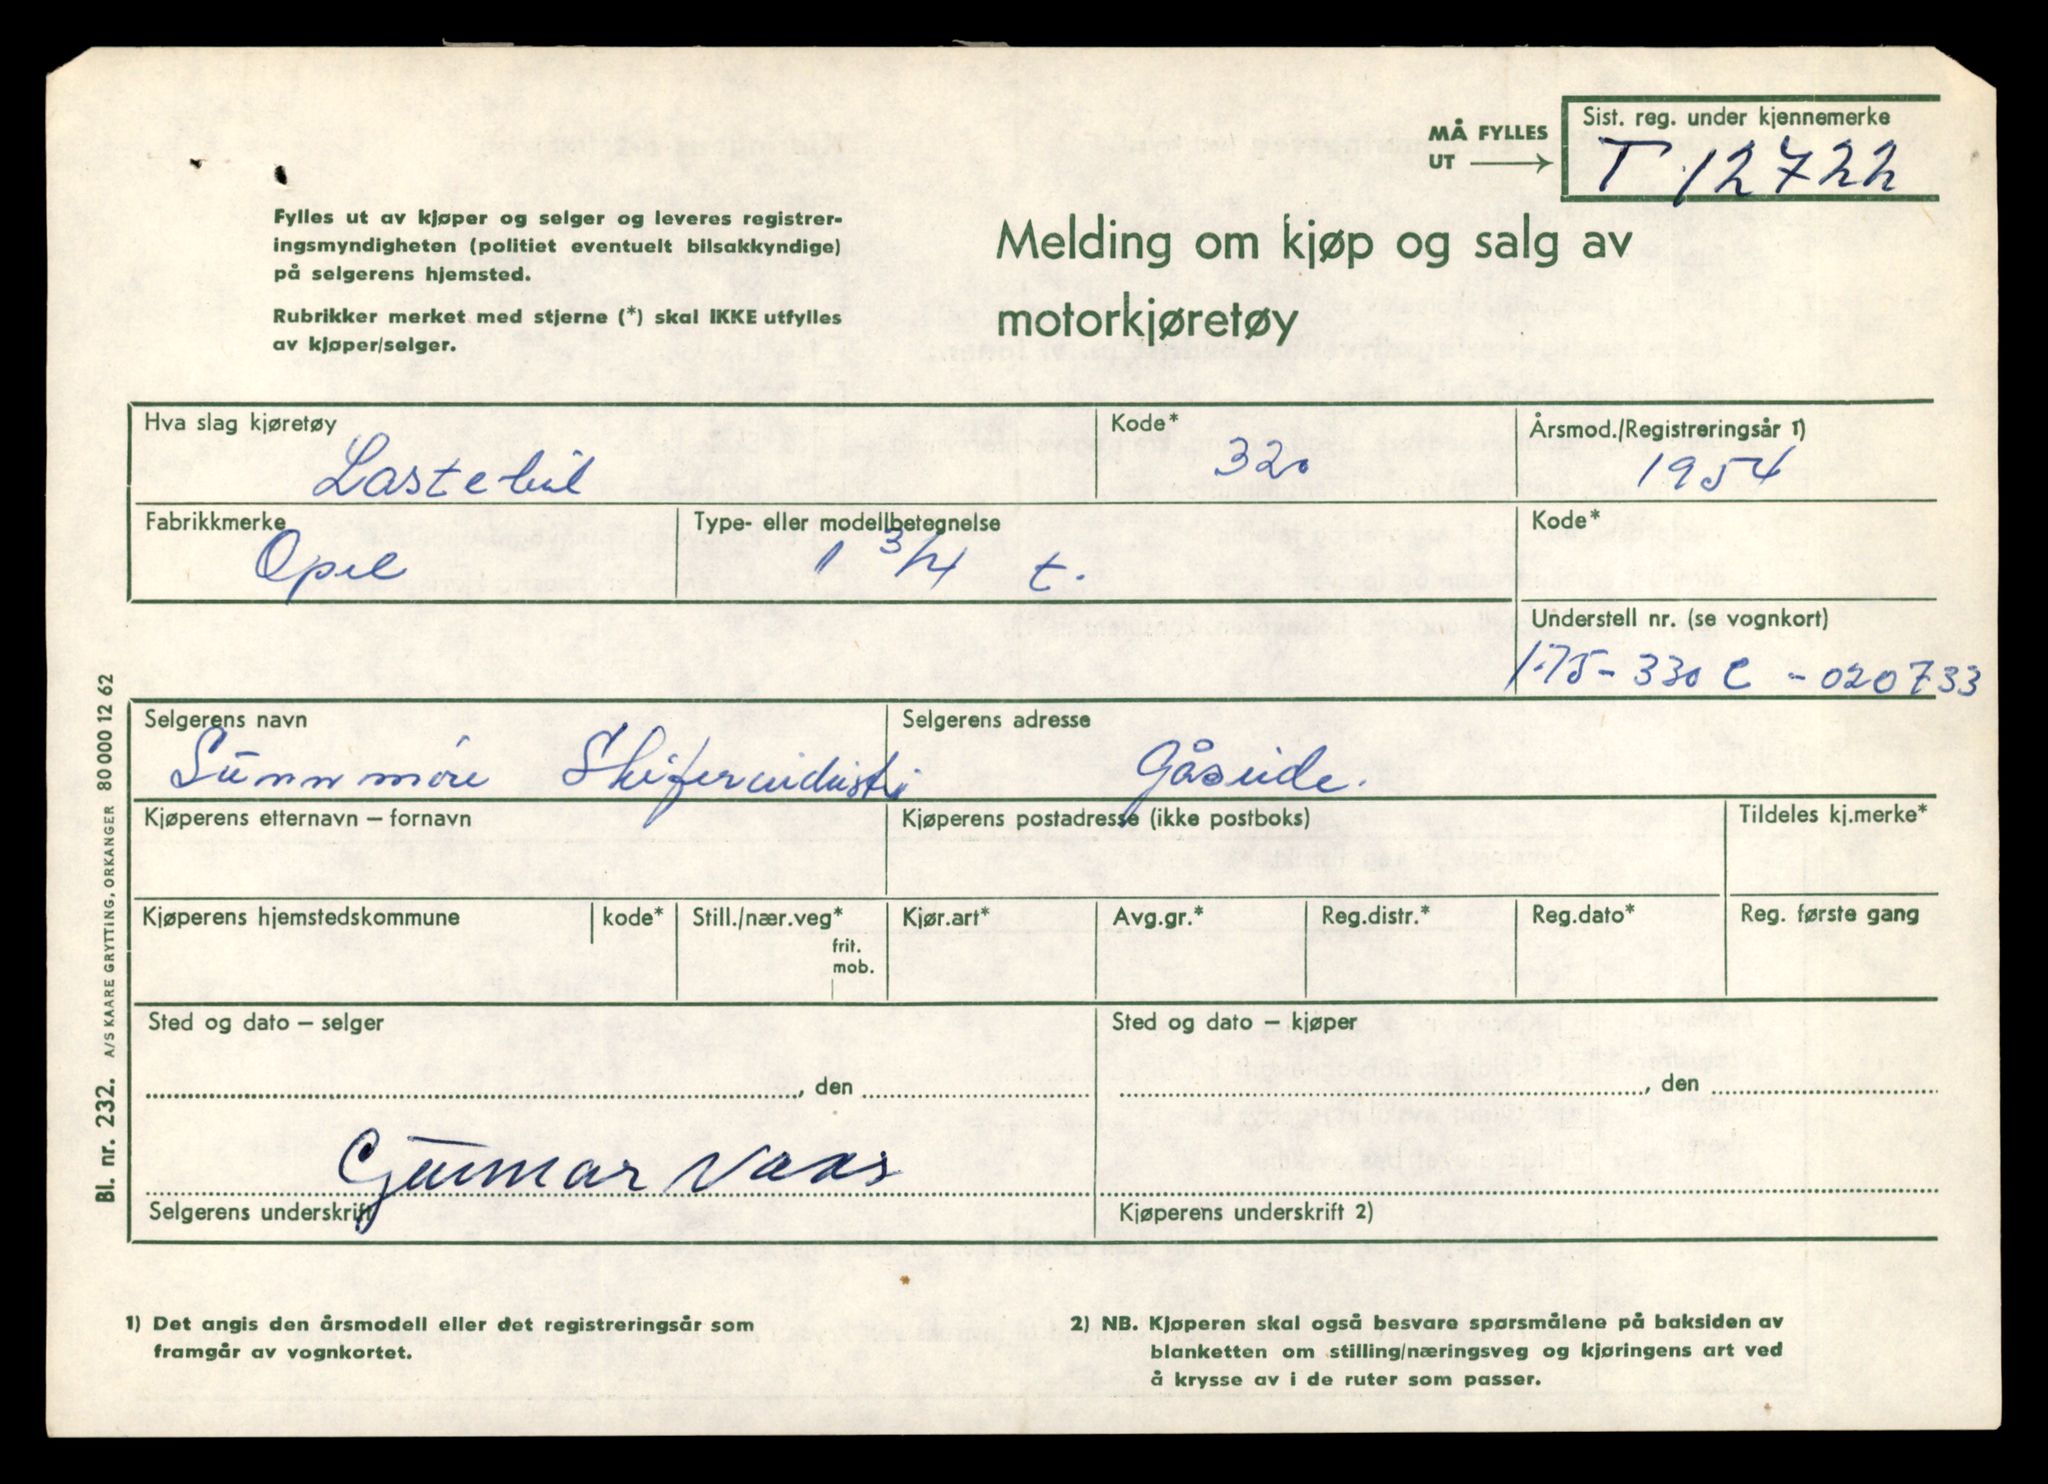 MÅ FYLLES
UT
Sist. reg. under kjennemerke
T 12722
Fylles ut av kjøper og selger og leveres registrer-
ingsmyndigheten (politiet eventuelt bilsakkyndige)
på selgerens hjemsted.
Rubrikker merket med stjerne (*) skal IKKE utfylles
av kjøper/selger.
Melding om kjøp og salg av
motorkjøretøy
Hva slag kjøretøy
Lastebil
Kode*
320
Årsmod./Registreringsår 1)
1954
Fabrikkmerke
Opel
Type- eller modellbetegnelse
1 3/4 t.
Kode*
Understell nr. (se vognkort)
1.75-330 C - 020733
Selgerens navn
Sunnmøre Skiferindustri
Selgerens adresse
Gåseide.
Kjøperens etternavn – fornavn
Kjøperens postadresse (ikke postboks)
Tildeles kj.merke*
Kjøperens hjemstedskommune
kode*
Still./nær.veg*
frit.
mob.
Kjør.art*
Avg.gr.*
Reg.distr.*
Reg.dato*
Reg. første gang
Sted og dato – selger
Sted og dato – kjøper
, den
, den
Gunnar
Selgerens underskrift
Kjøperens underskrift 2)
1) Det angis den årsmodell eller det registreringsår som
framgår av vognkortet.
2) NB. Kjøperen skal også besvare spørsmålene på baksiden av
blanketten om stilling/næringsveg og kjøringens art ved
å krysse av i de ruter som passer.
Bl. nr. 232. A/S KAARE GRYTTING, ORKANGER 80 000 12 62